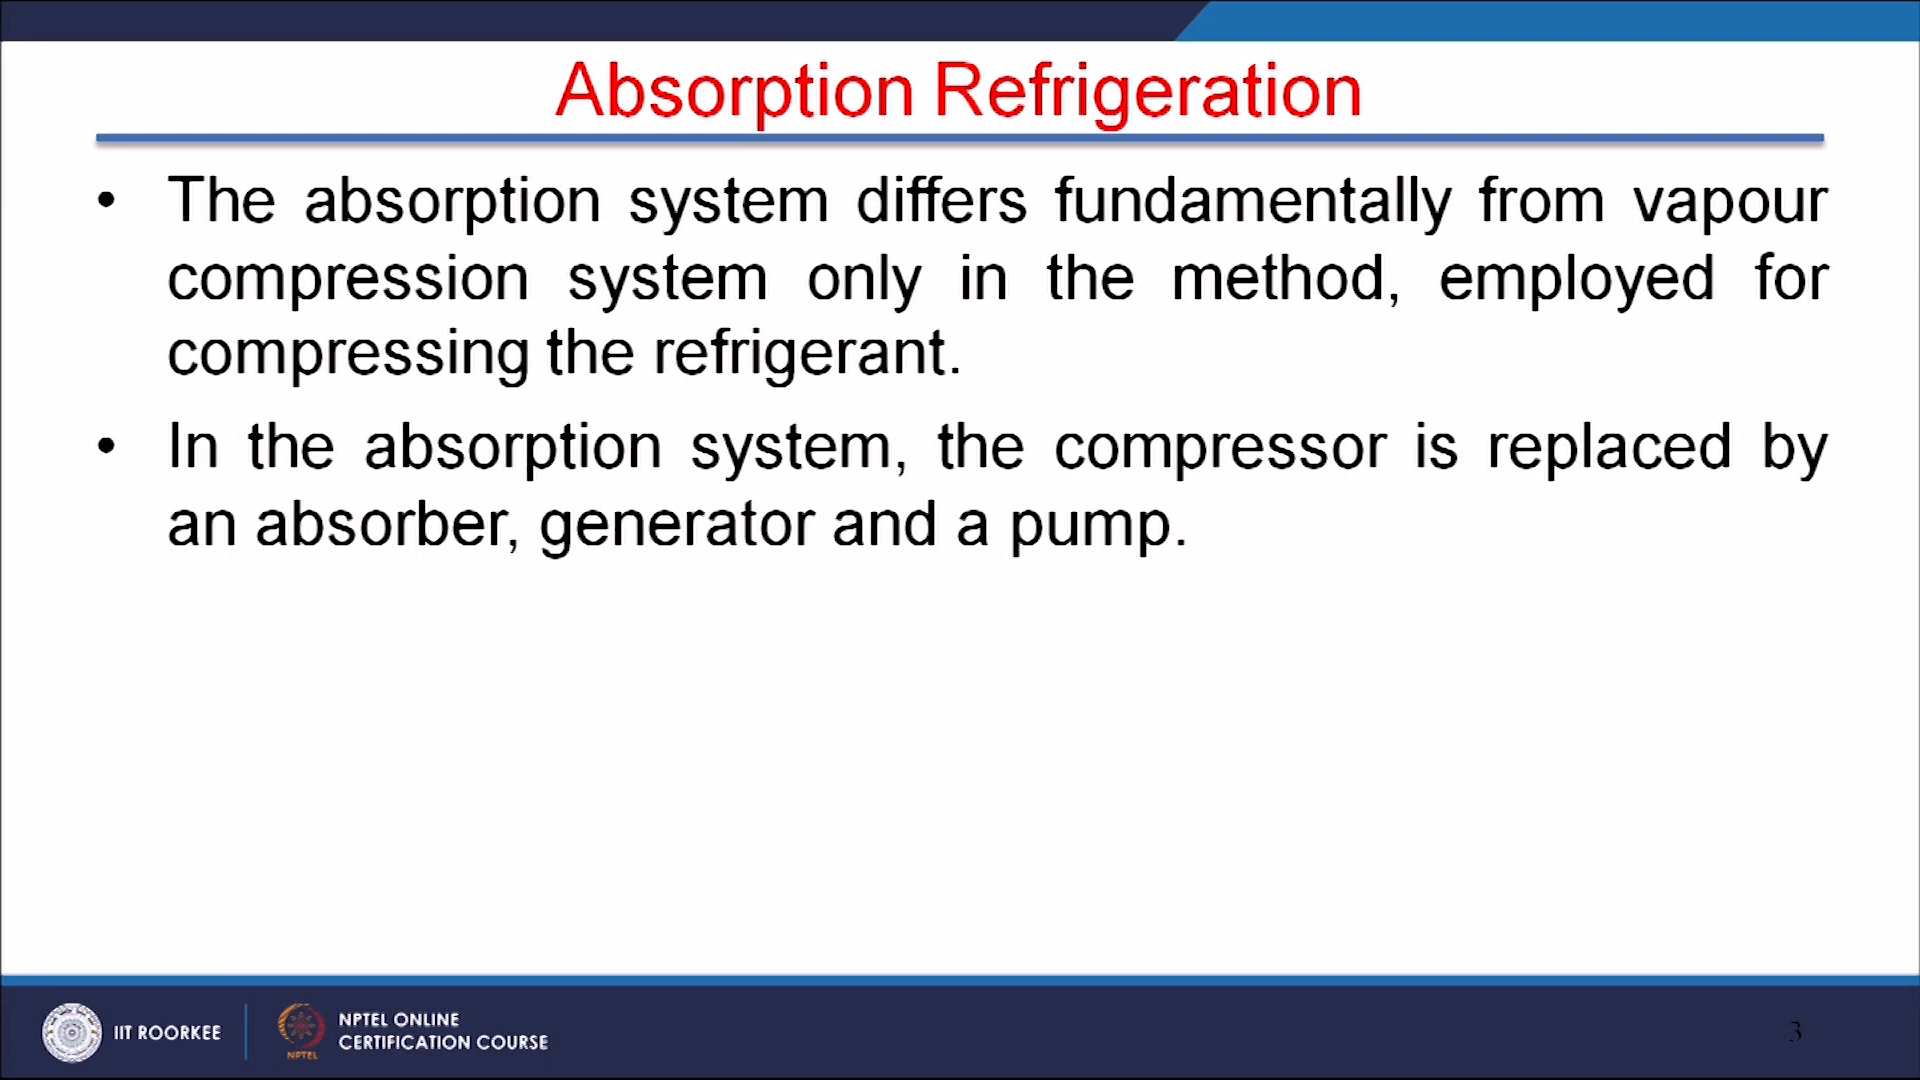 Absorption Refrigeration
• The absorption system differs fundamentally from vapour
compression system only in the method, employed for
compressing the refrigerant.
• In the absorption system, the compressor is replaced by
an absorber, generator and a pump.
IIT ROORKEE
NPTEL
NPTEL ONLINE
CERTIFICATION COURSE
3